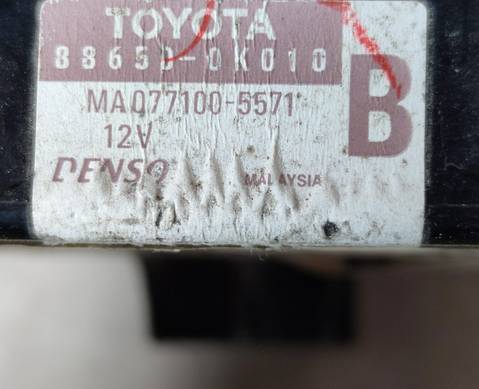 TOYOTA
88650-0K010
B
MA077100-5571
12V
DENSO
MALAYSIA